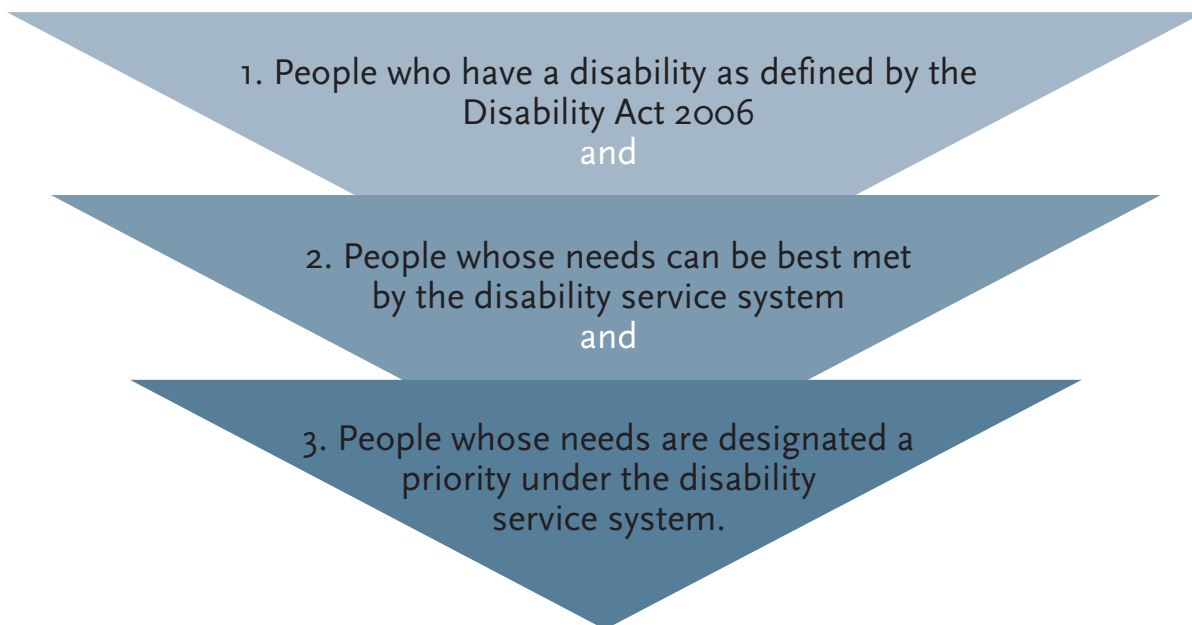 1. People who have a disability as defined by the
Disability Act 2006
and
2. People whose needs can be best met
by the disability service system
and
3. People whose needs are designated a
priority under the disability
service system.